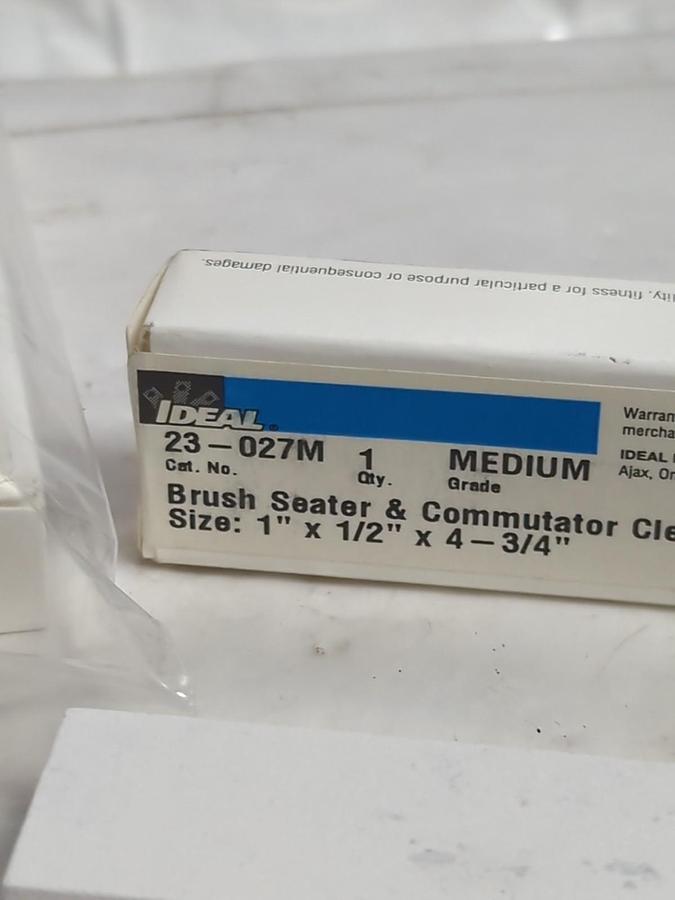 lity, fitness for a particular purpose or consequential damages.
IDEAL®
23-027M 1 MEDIUM
Cat. No. Qty. Grade
Brush Seater & Commutator Cle
Size: 1" x 1/2" x 4-3/4"
Warran
mercha
IDEAL
Ajax, On